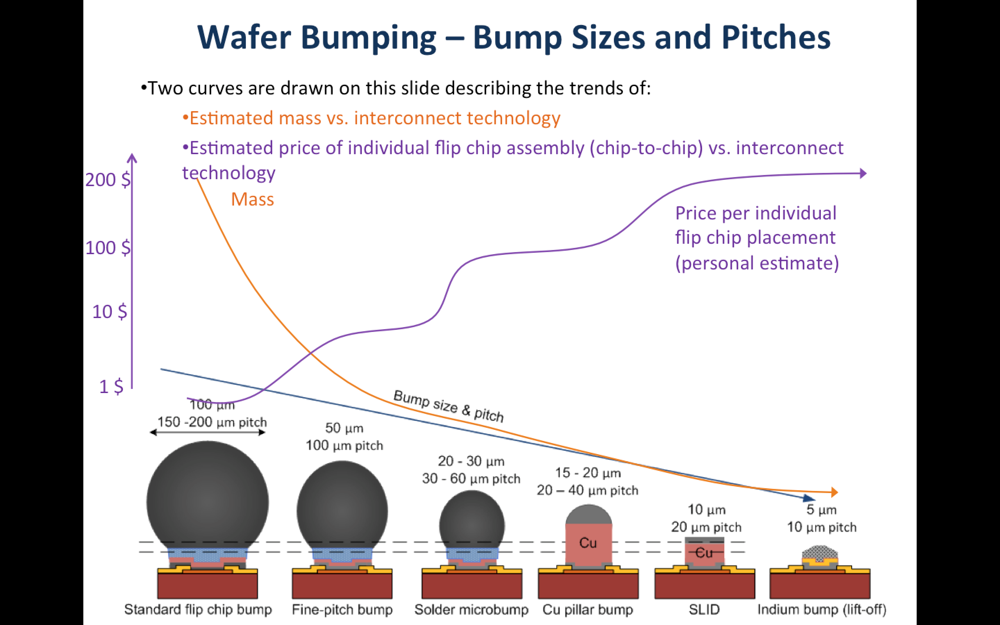 Wafer Bumping – Bump Sizes and Pitches
•Two curves are drawn on this slide describing the trends of:
•Estimated mass vs. interconnect technology
•Estimated price of individual flip chip assembly (chip-to-chip) vs. interconnect
technology
200 $
Mass
Price per individual
flip chip placement
(personal estimate)
100 $
10 $
1 $
Bump size & pitch
100 µm
150 -200 µm pitch
50 µm
100 µm pitch
20 - 30 µm
30 - 60 µm pitch
15 - 20 µm
20 – 40 µm pitch
10 µm
20 µm pitch
5 µm
10 µm pitch
Cu
Cu
Standard flip chip bump
Fine-pitch bump
Solder microbump
Cu pillar bump
SLID
Indium bump (lift-off)